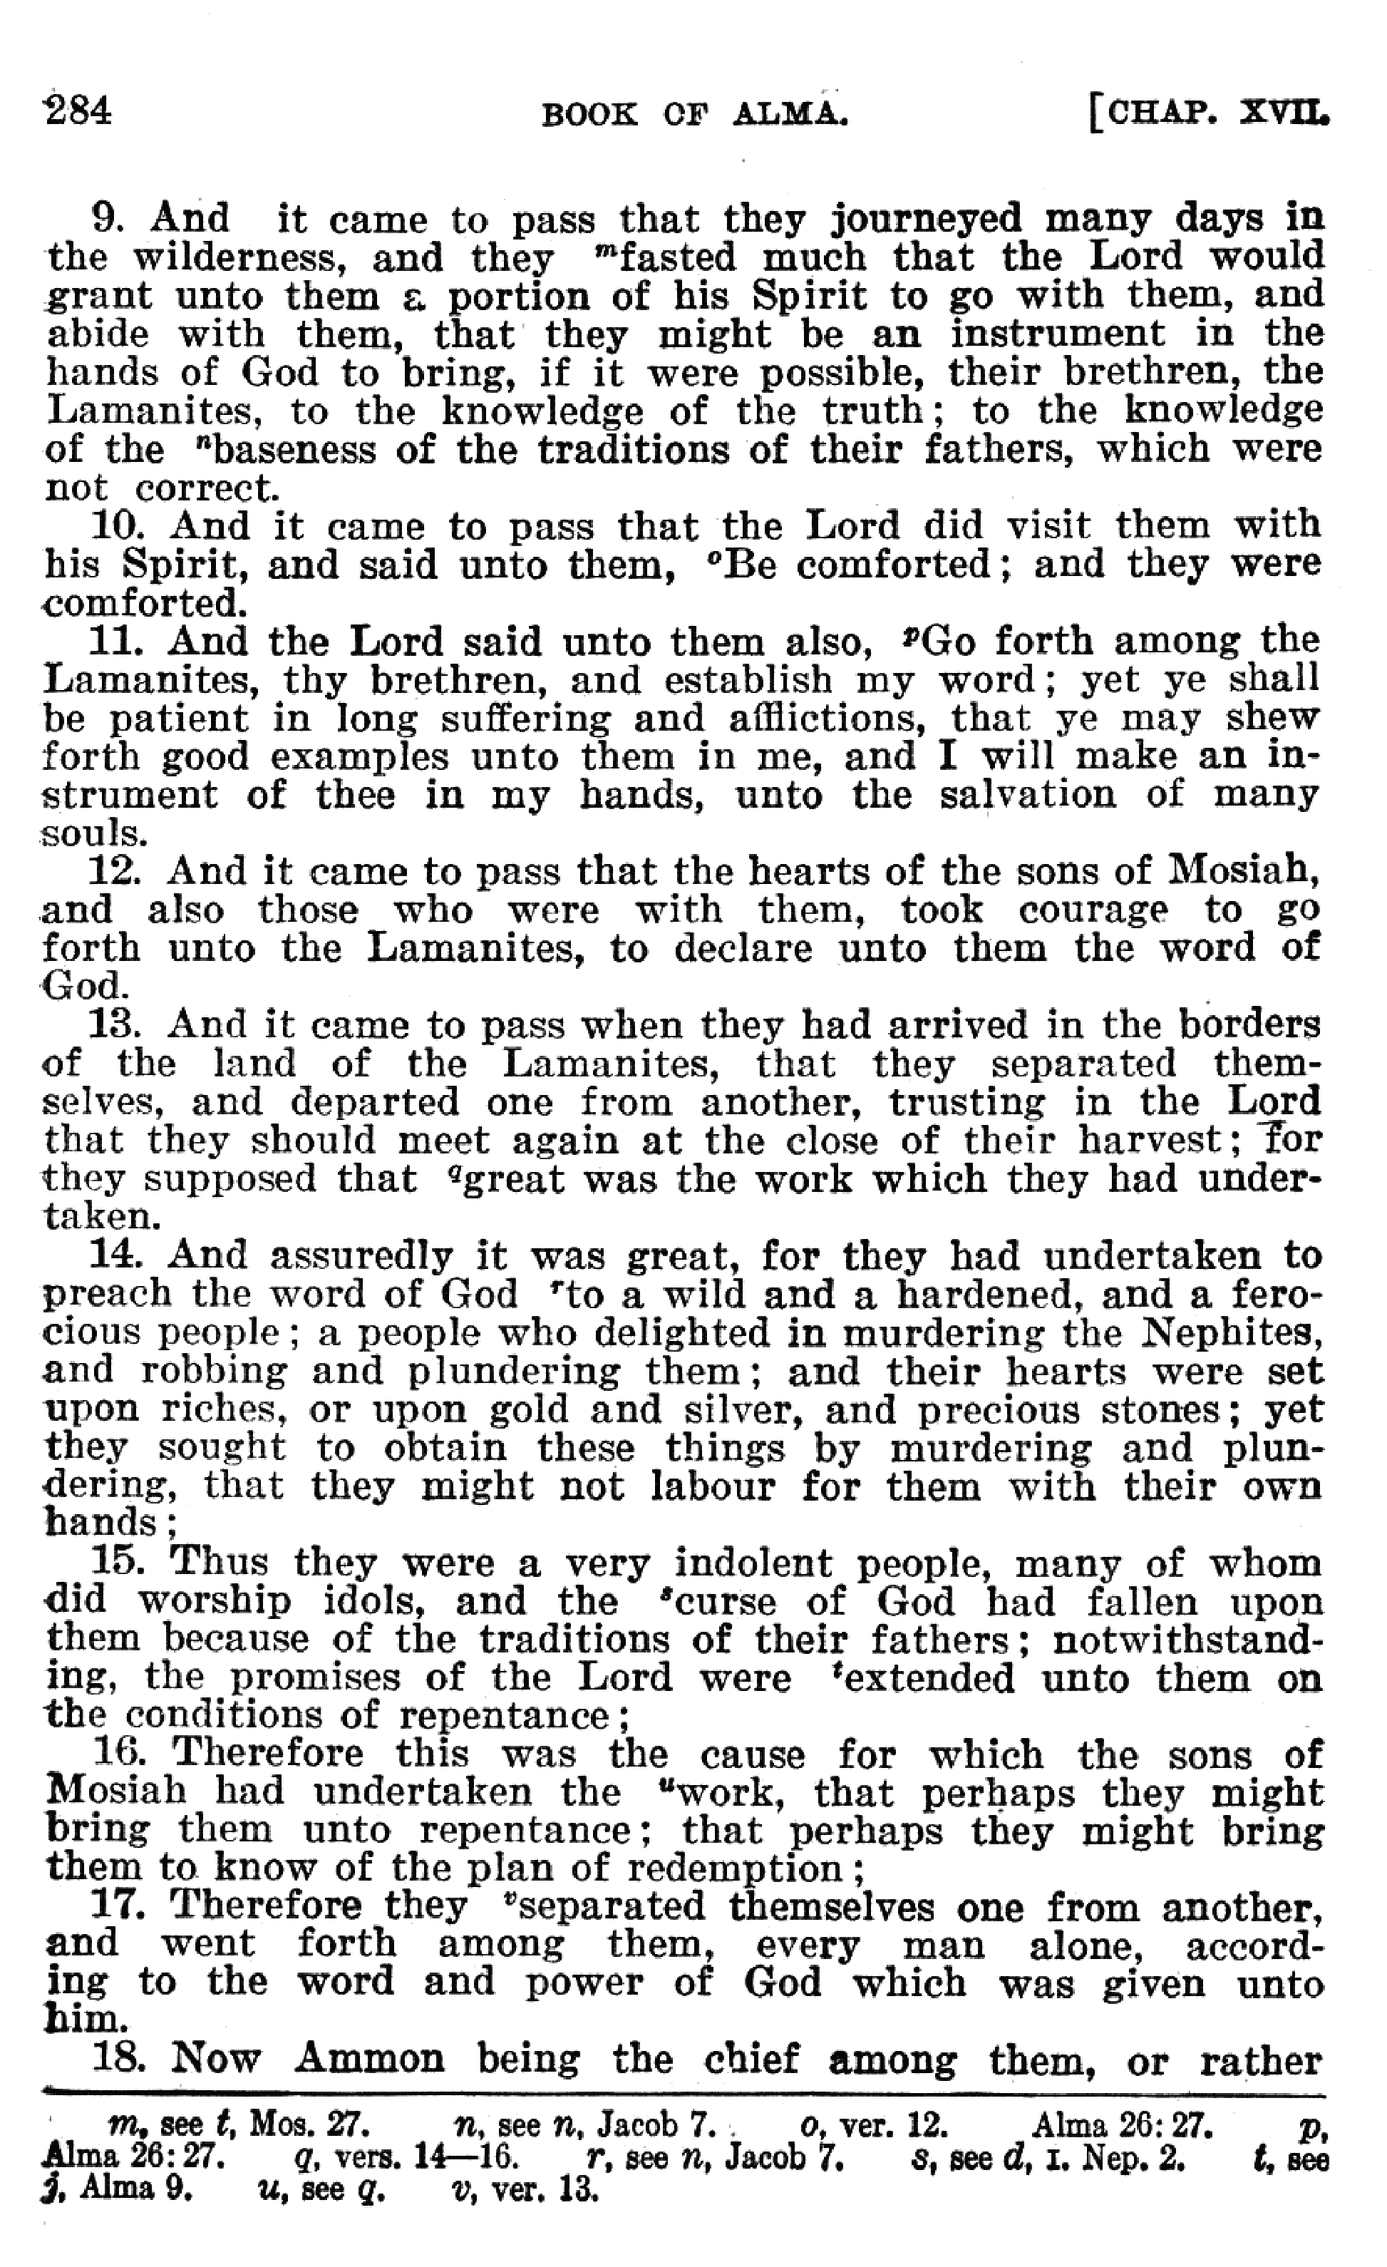 284 BOOK OF ALMA. [CHAP. XVII.
9. And it came to pass that they journeyed many days in
the wilderness, and they ᵐfasted much that the Lord would
grant unto them a portion of his Spirit to go with them, and
abide with them, that they might be an instrument in the
hands of God to bring, if it were possible, their brethren, the
Lamanites, to the knowledge of the truth; to the knowledge
of the ⁿbaseness of the traditions of their fathers, which were
not correct.
10. And it came to pass that the Lord did visit them with
his Spirit, and said unto them, ᵒBe comforted; and they were
comforted.
11. And the Lord said unto them also, ᵖGo forth among the
Lamanites, thy brethren, and establish my word; yet ye shall
be patient in long suffering and afflictions, that ye may shew
forth good examples unto them in me, and I will make an in-
strument of thee in my hands, unto the salvation of many
souls.
12. And it came to pass that the hearts of the sons of Mosiah,
and also those who were with them, took courage to go
forth unto the Lamanites, to declare unto them the word of
God.
13. And it came to pass when they had arrived in the borders
of the land of the Lamanites, that they separated them-
selves, and departed one from another, trusting in the Lord
that they should meet again at the close of their harvest; for
they supposed that 𐞥great was the work which they had under-
taken.
14. And assuredly it was great, for they had undertaken to
preach the word of God ʳto a wild and a hardened, and a fero-
cious people; a people who delighted in murdering the Nephites,
and robbing and plundering them; and their hearts were set
upon riches, or upon gold and silver, and precious stones; yet
they sought to obtain these things by murdering and plun-
dering, that they might not labour for them with their own
hands;
15. Thus they were a very indolent people, many of whom
did worship idols, and the ˢcurse of God had fallen upon
them because of the traditions of their fathers; notwithstand-
ing, the promises of the Lord were ᵗextended unto them on
the conditions of repentance;
16. Therefore this was the cause for which the sons of
Mosiah had undertaken the ᵘwork, that perhaps they might
bring them unto repentance; that perhaps they might bring
them to know of the plan of redemption;
17. Therefore they ᵛseparated themselves one from another,
and went forth among them, every man alone, accord-
ing to the word and power of God which was given unto
him.
18. Now Ammon being the chief among them, or rather
m, see t, Mos. 27. n, see n, Jacob 7. o, ver. 12. Alma 26: 27. p,
Alma 26: 27. q, vers. 14—16. r, see n, Jacob 7. s, see d, I. Nep. 2. t, see
j, Alma 9. u, see q. v, ver. 13.